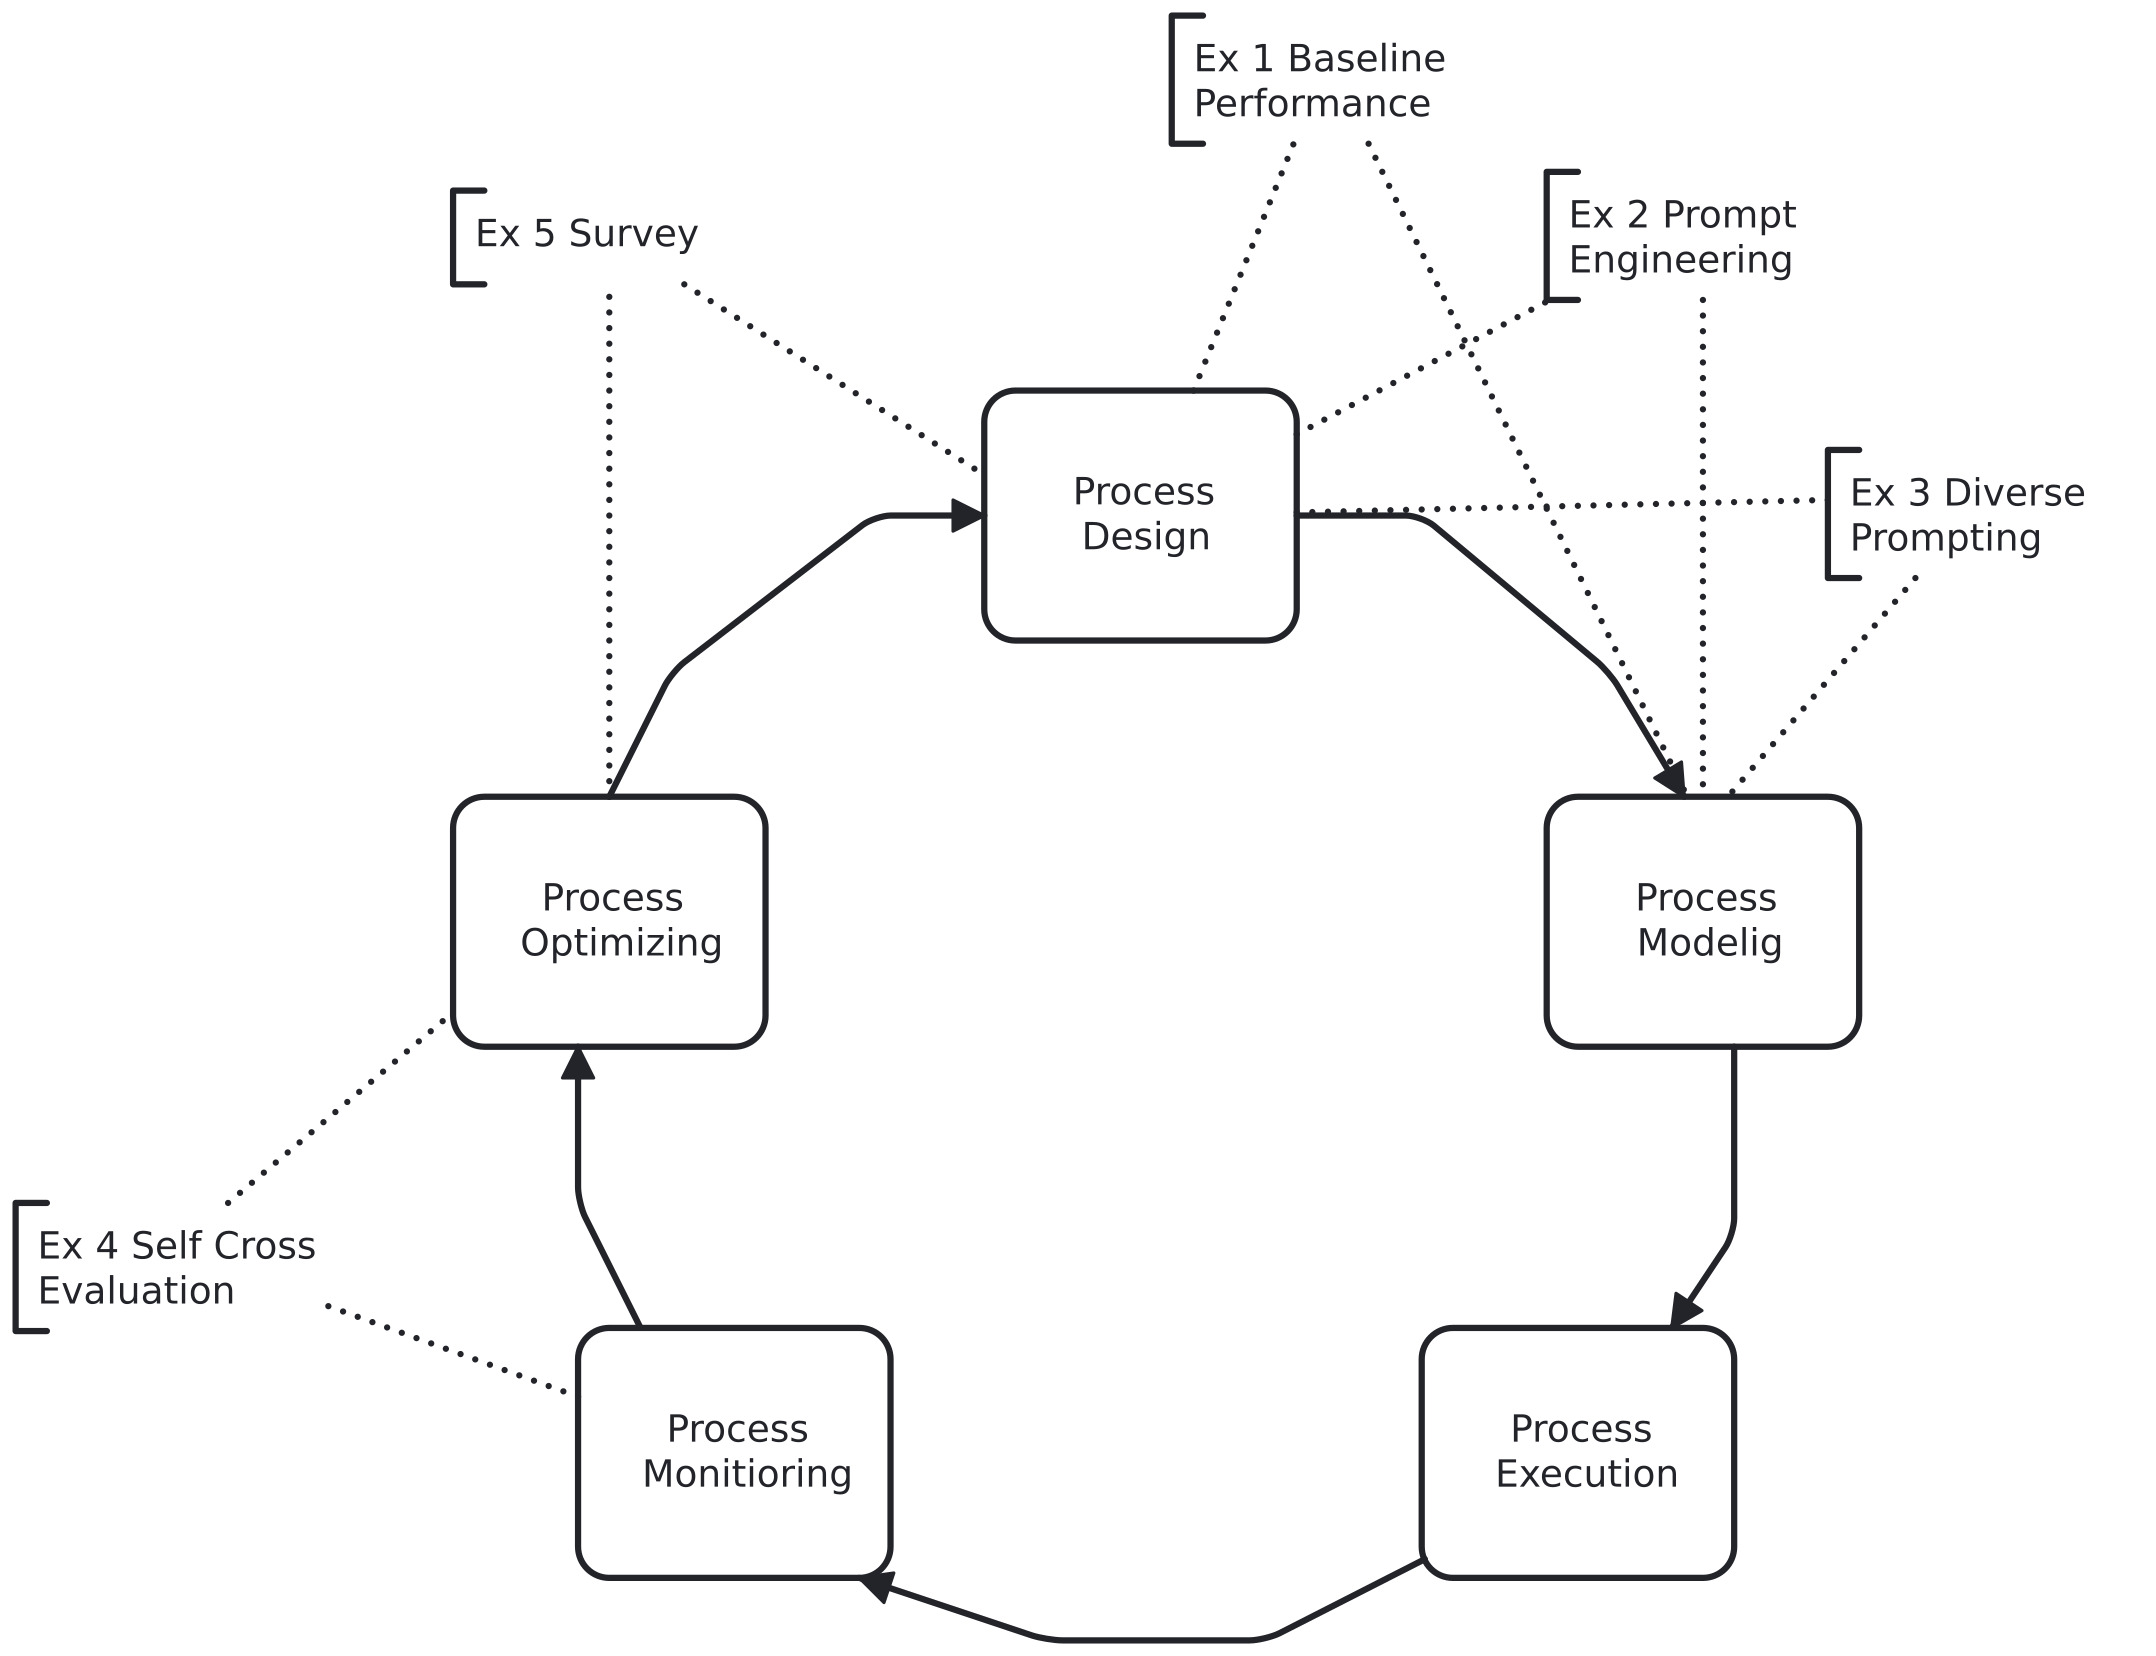 Ex 1 Baseline
Performance
Ex 2 Prompt
Engineering
Ex 5 Survey
Ex 3 Diverse
Prompting
Process
Design
Process
Optimizing
Process
Modelig
Ex 4 Self Cross
Evaluation
Process
Monitioring
Process
Execution